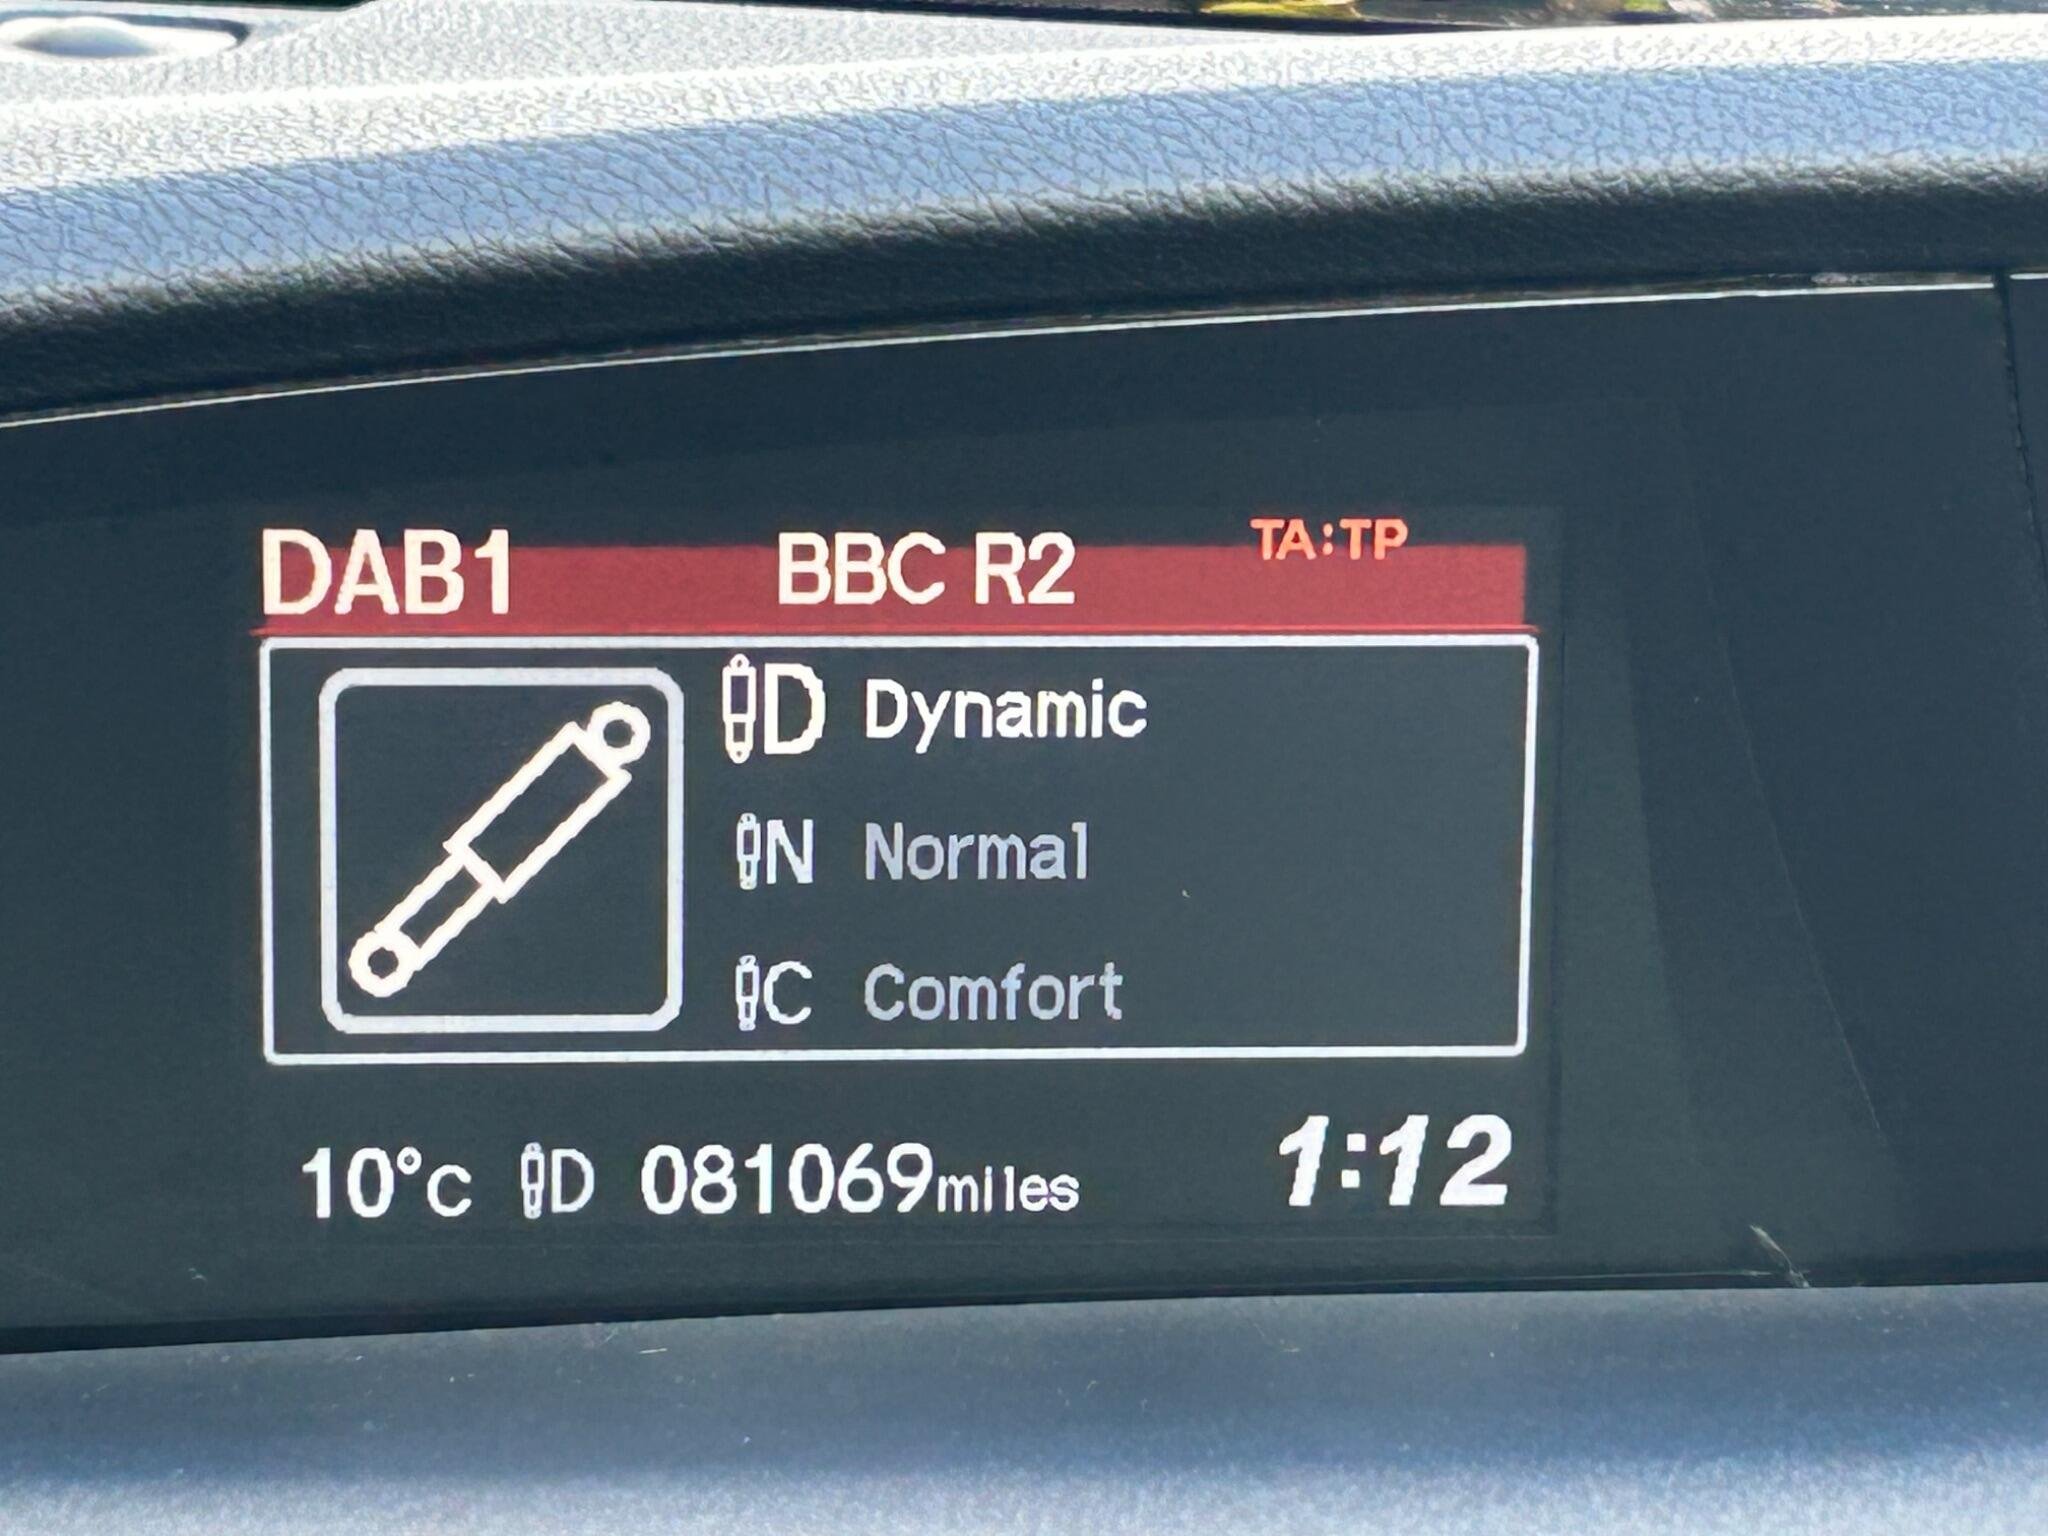 DAB1 BBC R2 TA:TP
D Dynamic
N Normal
C Comfort
10°c D 081069miles 1:12